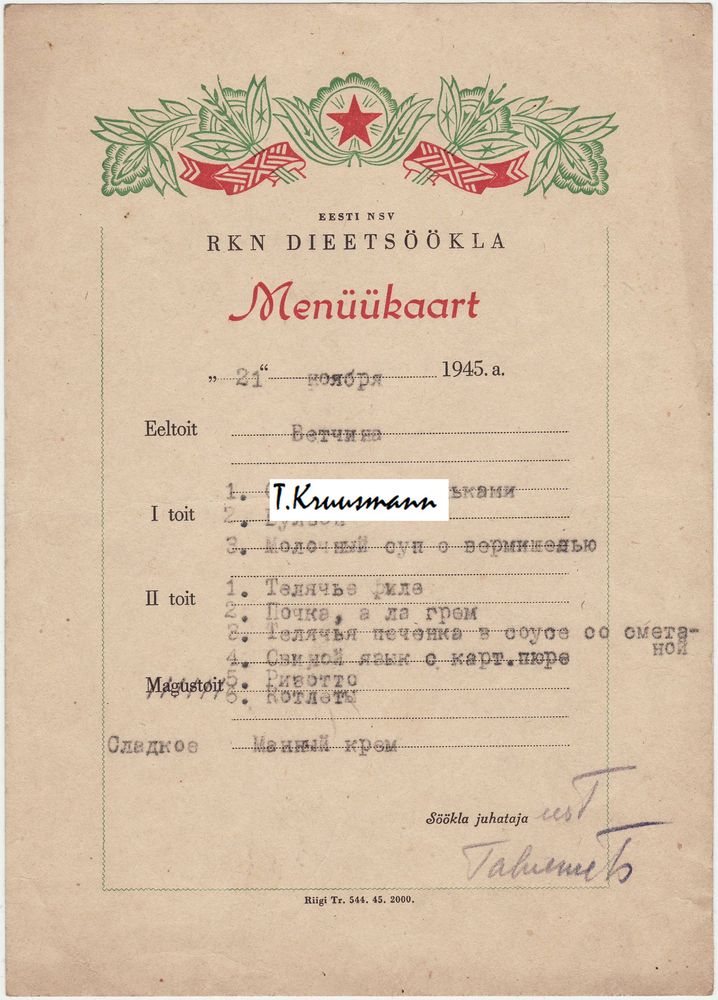 EESTI NSV
RKN DIEETSÖÖKLA
Menüükaart
„ 21 “ ноября 1945. a.
Eeltoit Ветчина
1. ьками
T.Kruusmann
I toit 2. Бульон
3. Молочный суп с вермишелью
1. Телячье филе
II toit
2. Почка, а ла грем
3. Телячья печенка в соусе со смета-
ной
4. Свиной язык с карт.пюре
Magustoit 5. Ризотто
6. Котлеты
Сладкое Манный крем
Söökla juhataja
Riigi Tr. 544. 45. 2000.